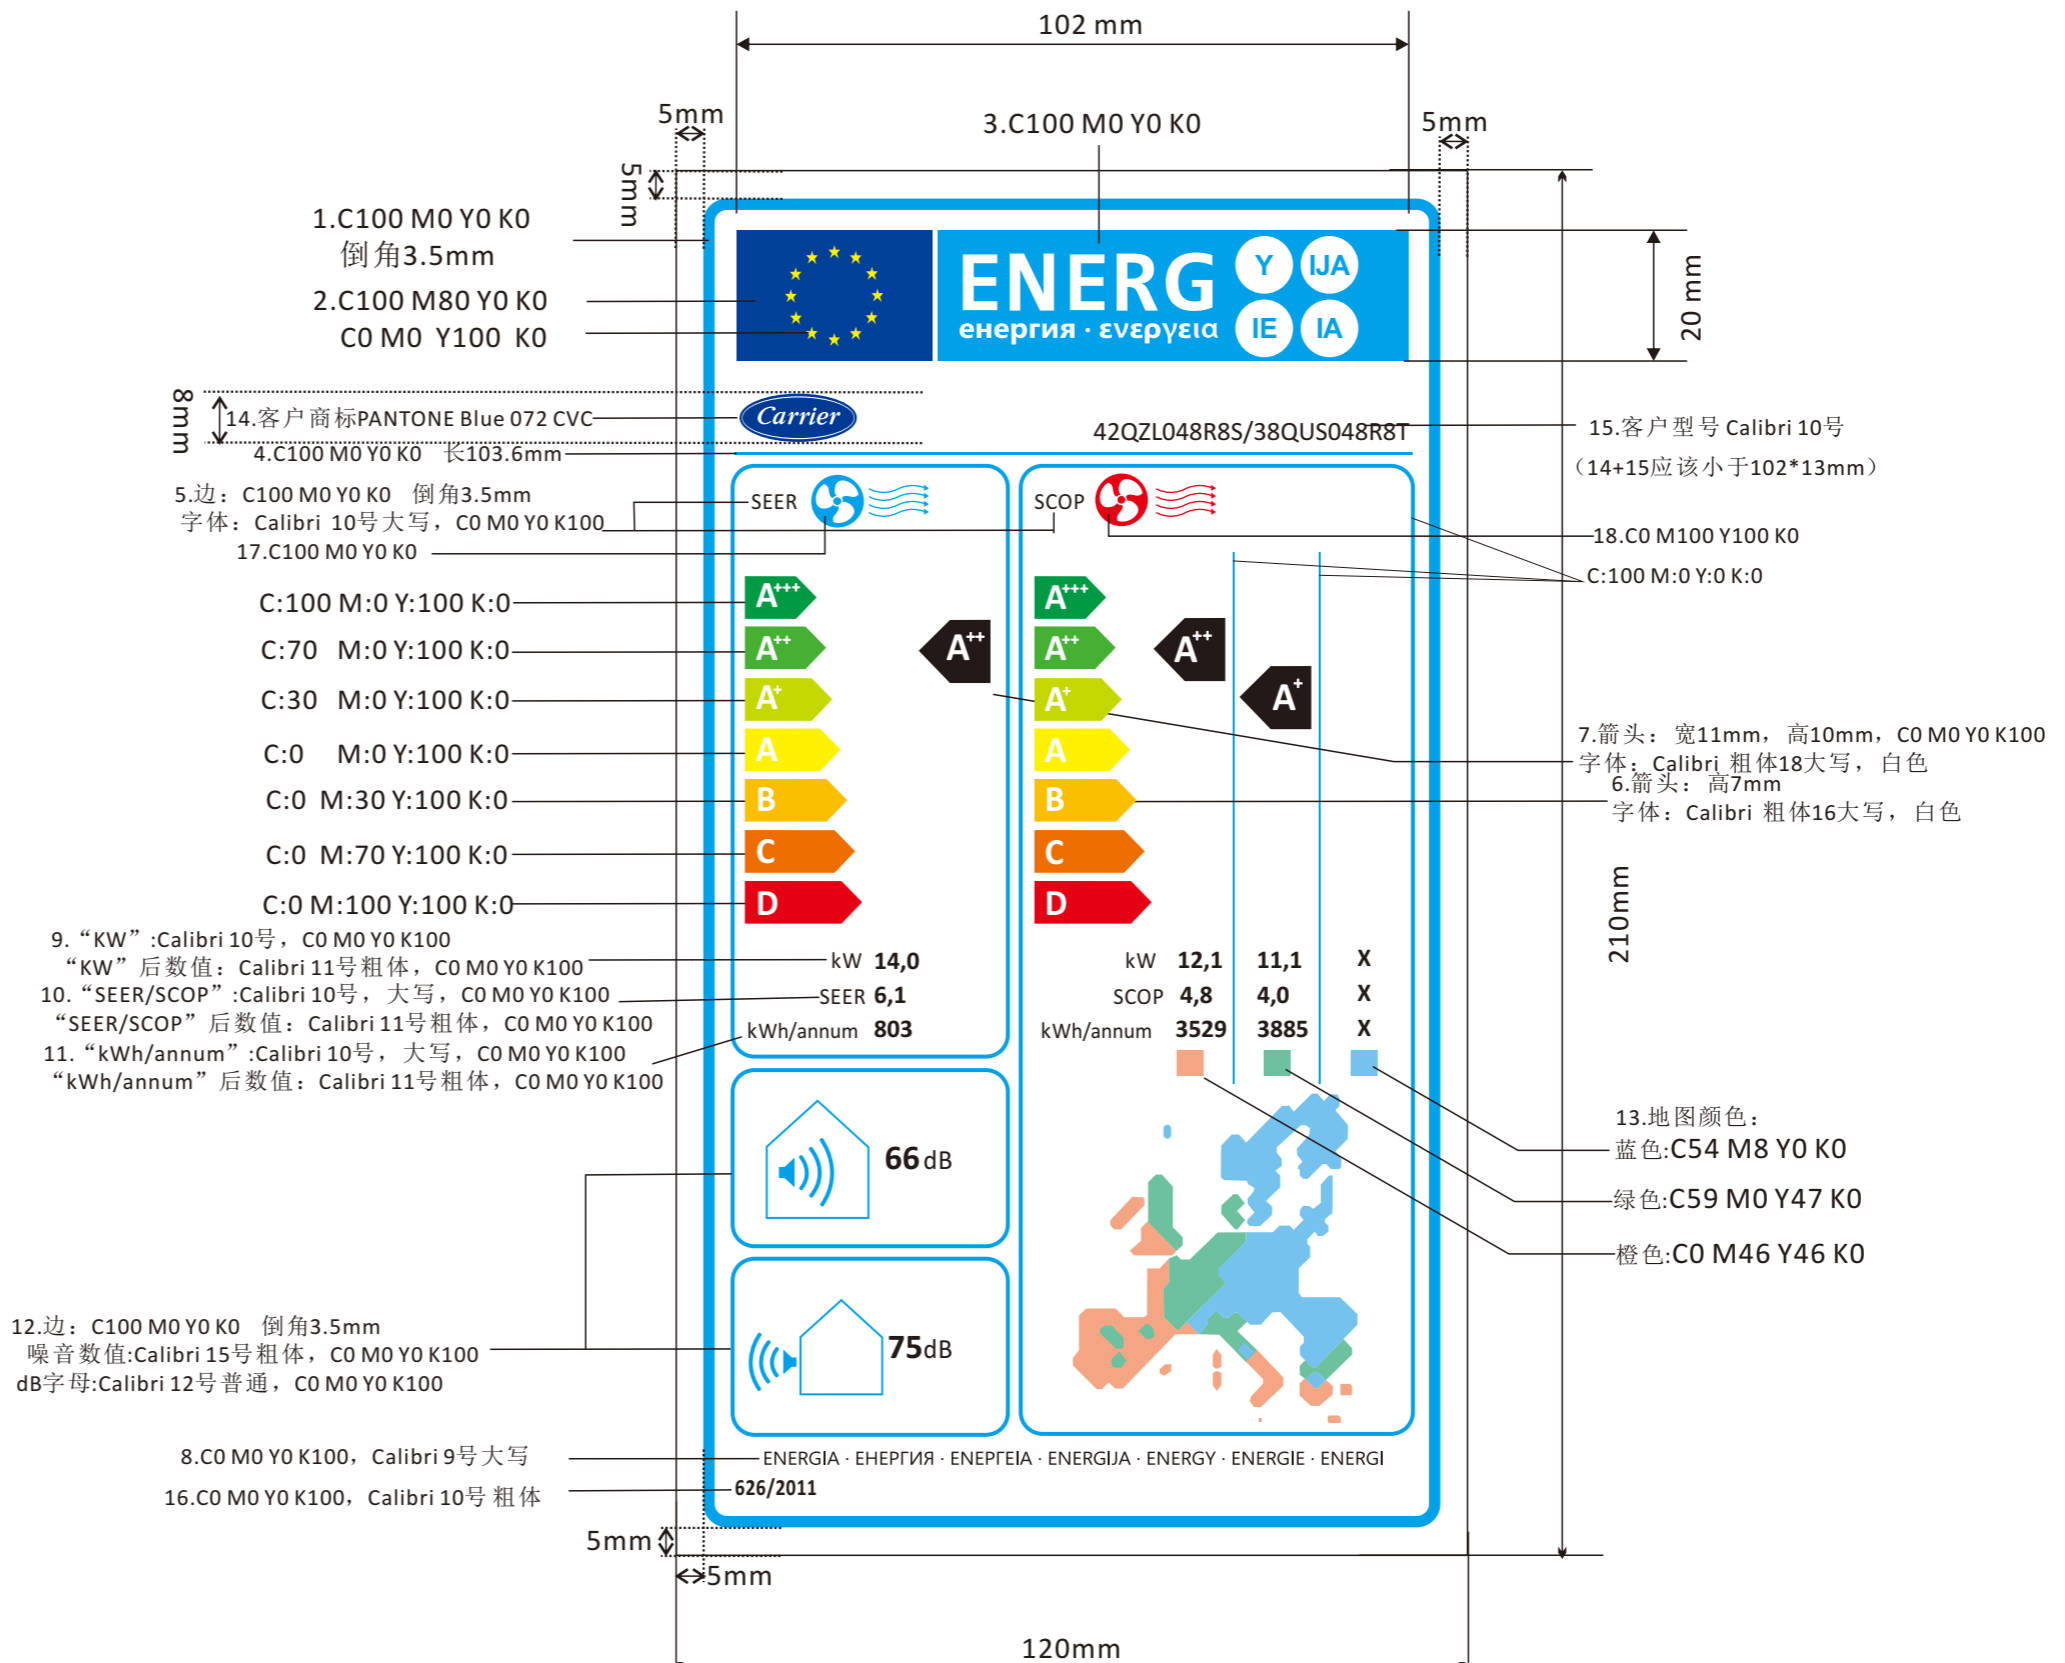 102 mm
5mm
3.C100 M0 Y0 K0
5mm
5mm
1.C100 M0 Y0 K0
倒角3.5mm
2.C100 M80 Y0 K0
C0 M0 Y100 K0
ENERG
енергия · ενεργεια
Y
IJA
IE
IA
20 mm
8mm
14.客户商标PANTONE Blue 072 CVC
Carrier
42QZL048R8S/38QUS048R8T
15.客户型号 Calibri 10号
（14+15应该小于102*13mm）
4.C100 M0 Y0 K0 长103.6mm
5.边：C100 M0 Y0 K0 倒角3.5mm
字体：Calibri 10号大写，C0 M0 Y0 K100
SEER
SCOP
17.C100 M0 Y0 K0
18.C0 M100 Y100 K0
C:100 M:0 Y:0 K:0
C:100 M:0 Y:100 K:0
A+++
A+++
C:70 M:0 Y:100 K:0
A++
A++
A++
A++
C:30 M:0 Y:100 K:0
A+
A+
A+
C:0 M:0 Y:100 K:0
A
A
7.箭头：宽11mm，高10mm，C0 M0 Y0 K100
字体：Calibri 粗体18大写，白色
C:0 M:30 Y:100 K:0
B
B
6.箭头：高7mm
字体：Calibri 粗体16大写，白色
C:0 M:70 Y:100 K:0
C
C
C:0 M:100 Y:100 K:0
D
D
210mm
9.“KW”:Calibri 10号，C0 M0 Y0 K100
“KW”后数值：Calibri 11号粗体，C0 M0 Y0 K100
kW 14,0
kW 12,1 11,1 X
10.“SEER/SCOP”:Calibri 10号，大写，C0 M0 Y0 K100
“SEER/SCOP”后数值：Calibri 11号粗体，C0 M0 Y0 K100
SEER 6,1
SCOP 4,8 4,0 X
11.“kWh/annum”:Calibri 10号，大写，C0 M0 Y0 K100
“kWh/annum”后数值：Calibri 11号粗体，C0 M0 Y0 K100
kWh/annum 803
kWh/annum 3529 3885 X
13.地图颜色：
蓝色:C54 M8 Y0 K0
绿色:C59 M0 Y47 K0
橙色:C0 M46 Y46 K0
66 dB
12.边：C100 M0 Y0 K0 倒角3.5mm
噪音数值:Calibri 15号粗体，C0 M0 Y0 K100
dB字母:Calibri 12号普通，C0 M0 Y0 K100
75dB
8.C0 M0 Y0 K100，Calibri 9号大写
ENERGIA · ЕНЕРГИЯ · ΕΝΕΡΓΕΙΑ · ENERGIJA · ENERGY · ENERGIE · ENERGI
16.C0 M0 Y0 K100，Calibri 10号 粗体
626/2011
5mm
5mm
120mm